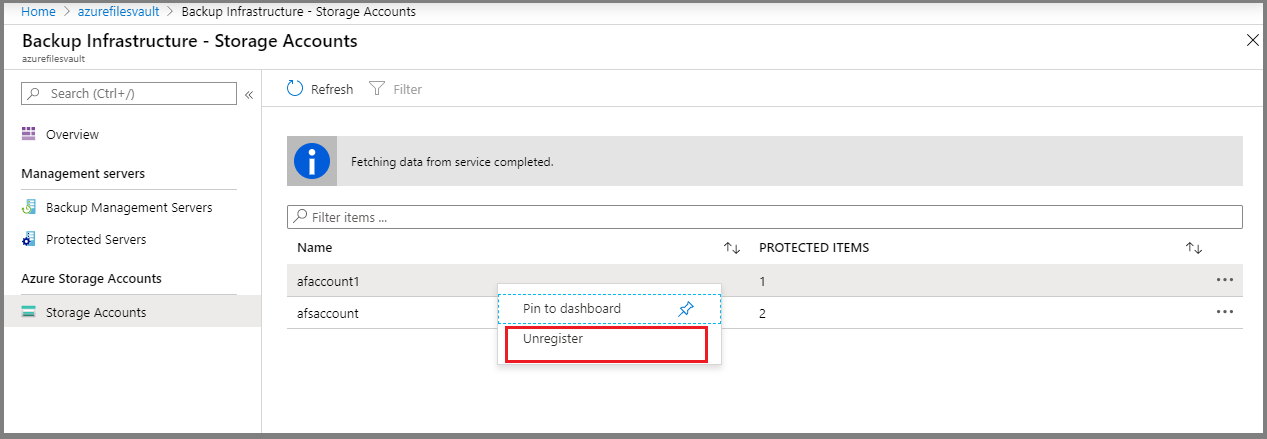 Home > azurefilesvault > Backup Infrastructure - Storage Accounts
Backup Infrastructure - Storage Accounts
azurefilesvault
Search (Ctrl+/)
Overview
Management servers
Backup Management Servers
Protected Servers
Azure Storage Accounts
Storage Accounts
Refresh Filter
Fetching data from service completed.
Filter items ...
Name PROTECTED ITEMS
afaccount1 1
afsaccount 2
Pin to dashboard
Unregister